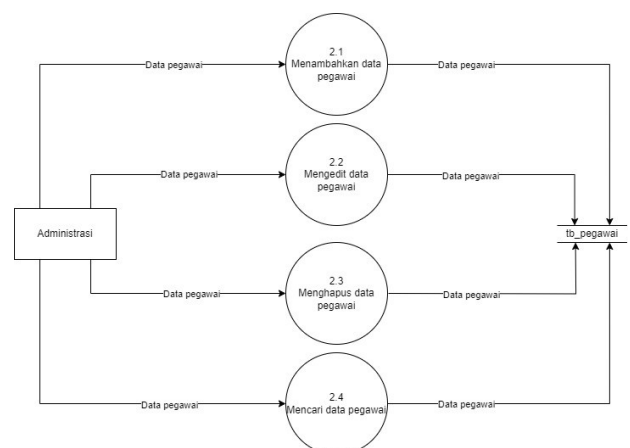 2.1
Menambahkan data
pegawai
Data pegawai
Data pegawai
2.2
Mengedit data
pegawai
Data pegawai
Data pegawai
Administrasi
tb_pegawai
2.3
Menghapus data
pegawai
Data pegawai
Data pegawai
2.4
Mencari data pegawai
Data pegawai
Data pegawai